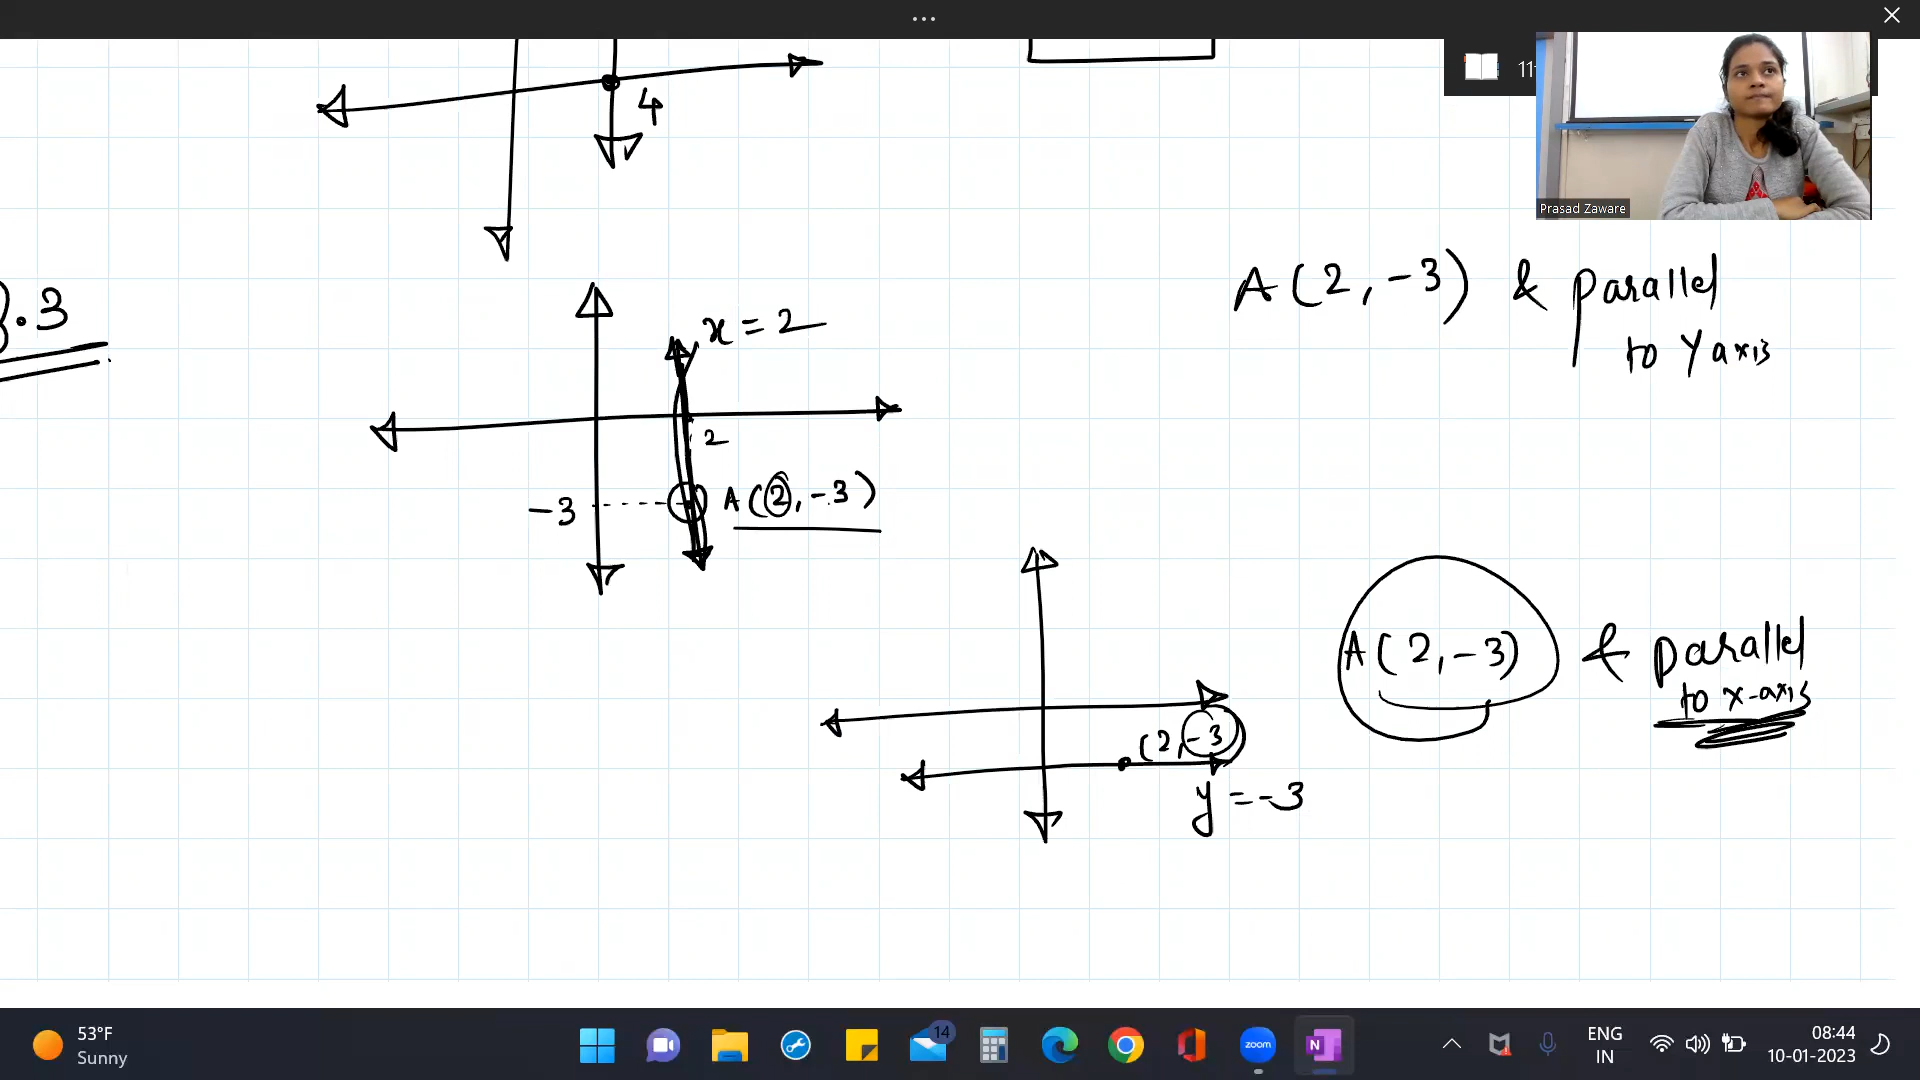 4
11
Prasad Zaware
A(2, -3) & parallel
to Y axis
.3
x = 2
2
-3
A(2, -3)
A(2, -3) & parallel
to x-axis
(2, -3
y = -3
53°F
Sunny
14
zoom
N
ENG
IN
08:44
10-01-2023